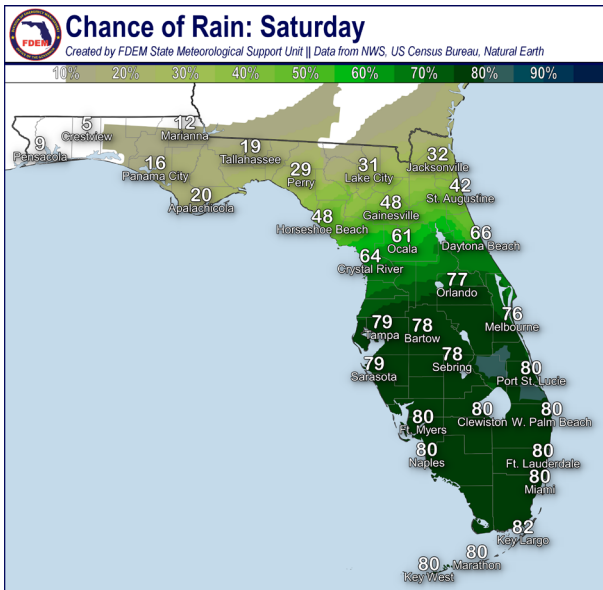 Chance of Rain: Saturday
FDEM
Created by FDEM State Meteorological Support Unit || Data from NWS, US Census Bureau, Natural Earth
10% 20% 30% 40% 50% 60% 70% 80% 90%
5
Crestview
12
Marianna
9
Pensacola
19
Tallahassee
32
Jacksonville
16
Panama City
29
Perry
31
Lake City
20
Apalachicola
42
St. Augustine
48
Horseshoe Beach
48
Gainesville
61
Ocala
66
Daytona Beach
64
Crystal River
77
Orlando
76
Melbourne
79
Tampa
78
Bartow
79
Sarasota
78
Sebring
80
Port St. Lucie
80
Ft. Myers
80
Clewiston
80
W. Palm Beach
80
Naples
80
Ft. Lauderdale
80
Miami
82
Key Largo
80
Marathon
80
Key West